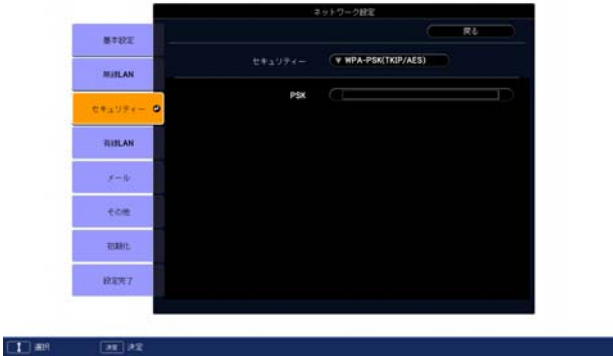 ネットワーク設定
戻る
基本設定
無線LAN
セキュリティー
有線LAN
メール
その他
初期化
設定完了
セキュリティー WPA-PSK(TKIP/AES)
PSK
選択 決定 決定